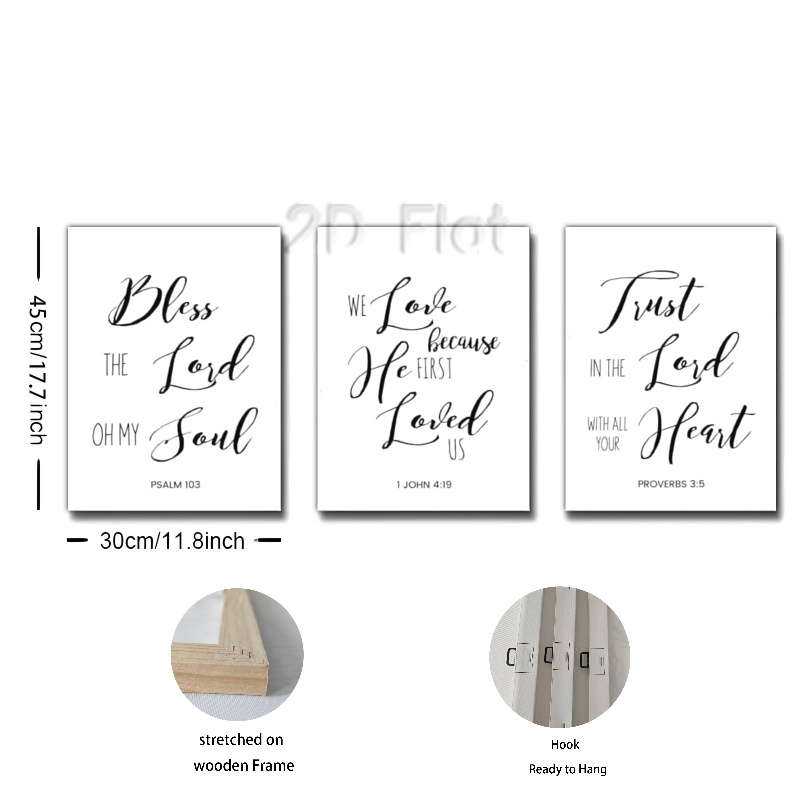 2D Flat
Bless
THE Lord
OH MY Soul
PSALM 103
WE Love
because
He FIRST
Loved
US
1 JOHN 4:19
Trust
IN THE Lord
WITH ALL
YOUR Heart
PROVERBS 3:5
45cm/17.7inch
30cm/11.8inch
stretched on
wooden Frame
Hook
Ready to Hang